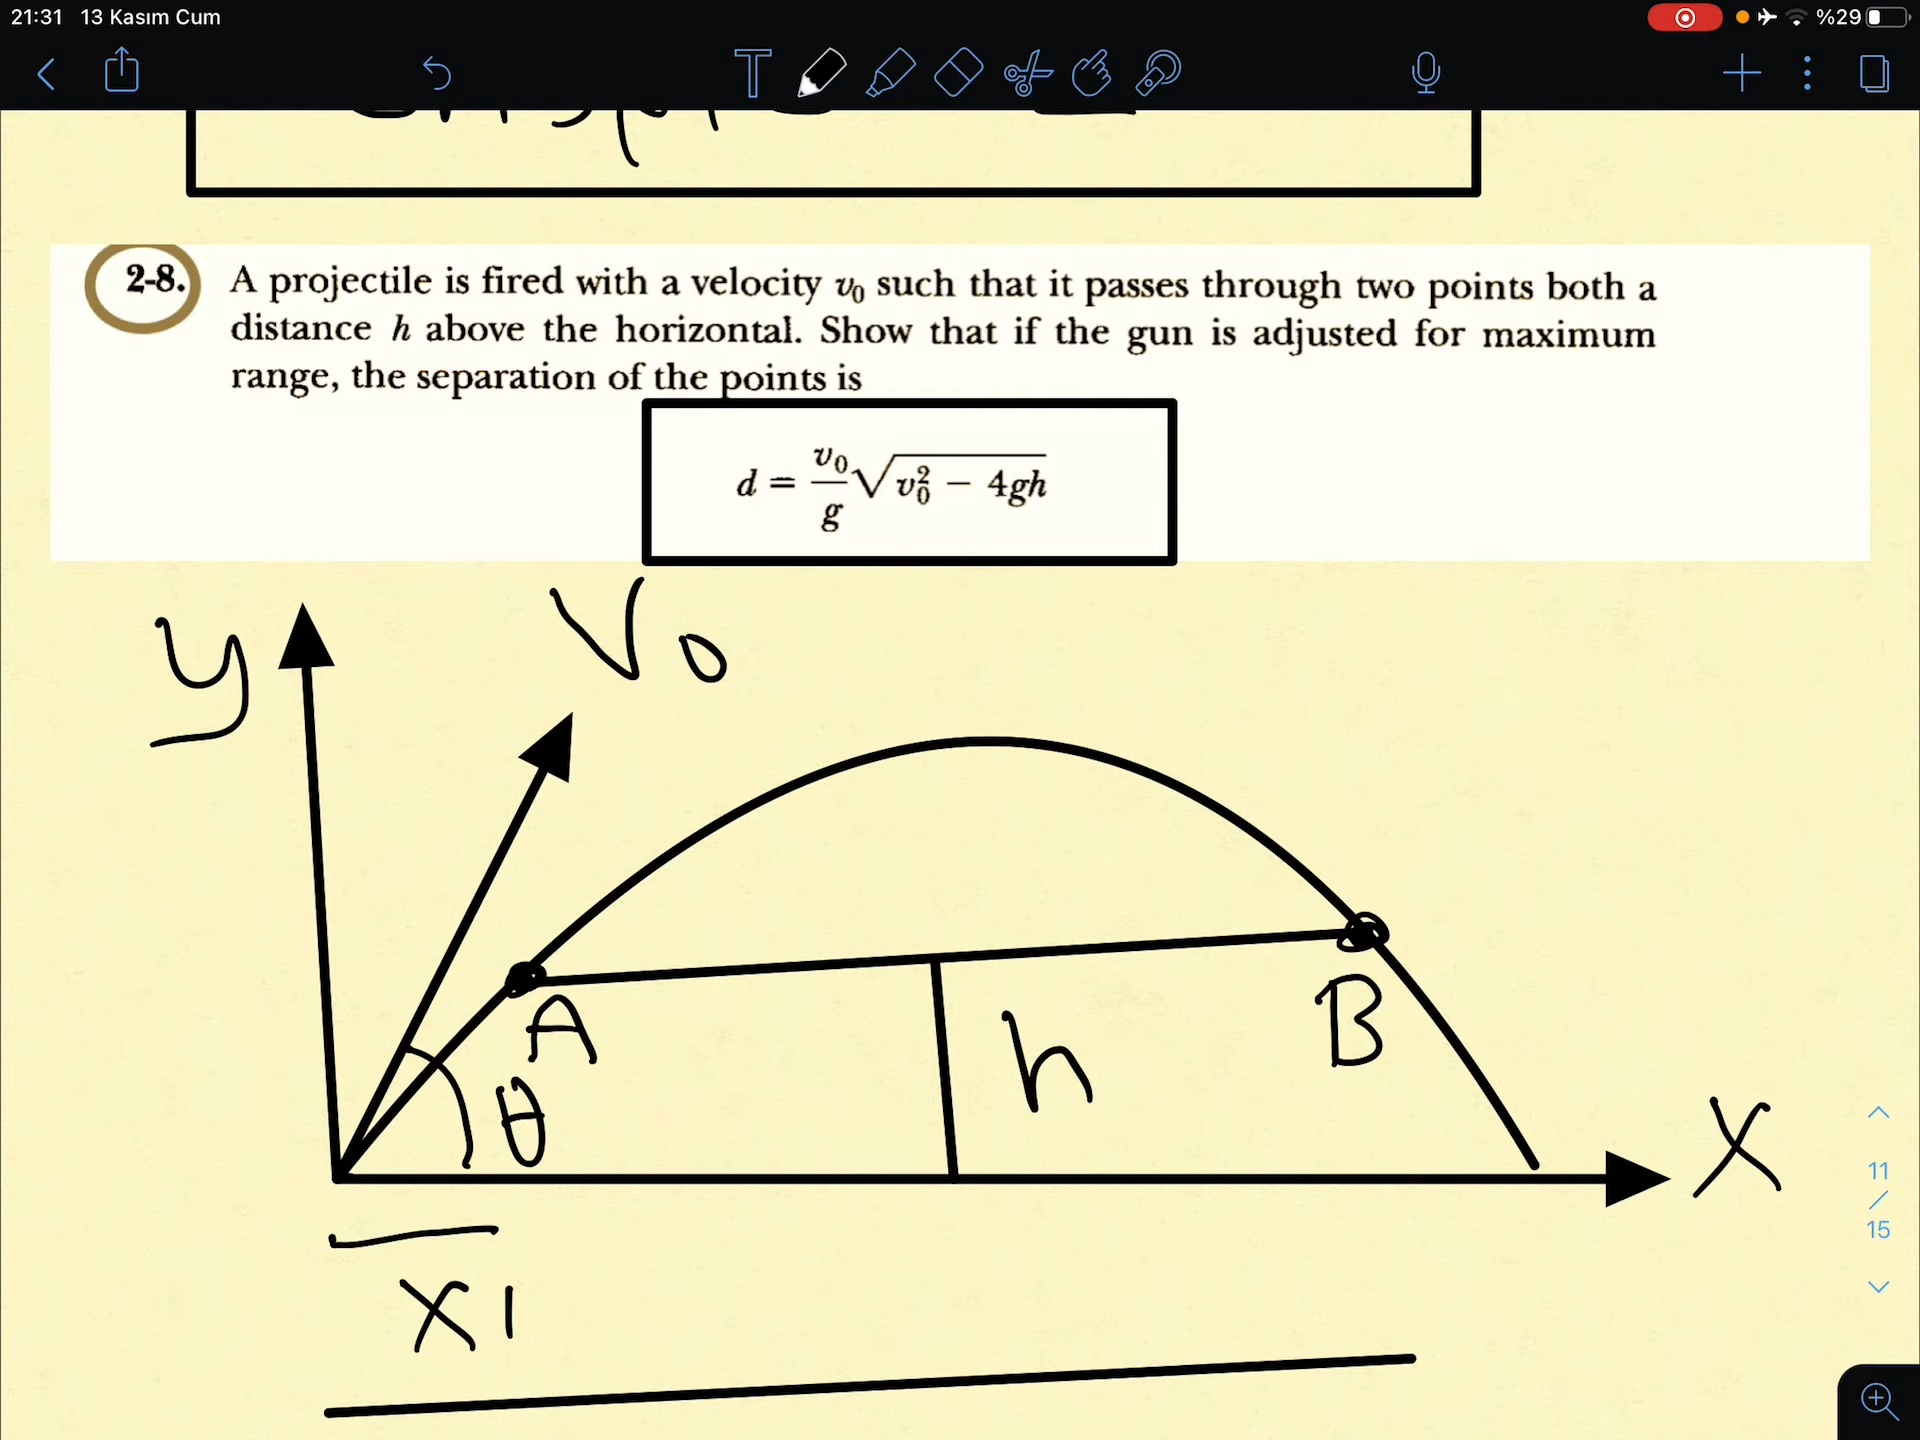 21:31 13 Kasım Cum
%29
2-8. A projectile is fired with a velocity v₀ such that it passes through two points both a
distance h above the horizontal. Show that if the gun is adjusted for maximum
range, the separation of the points is
d = v₀/g √(v₀² − 4gh)
y
V₀
A
B
h
θ
X
X1
11
/
15